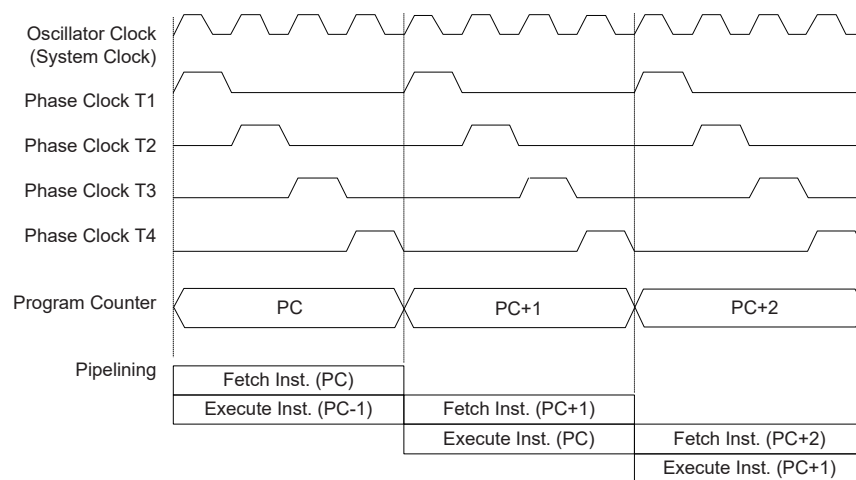 Oscillator Clock
(System Clock)
Phase Clock T1
Phase Clock T2
Phase Clock T3
Phase Clock T4
Program Counter
PC
PC+1
PC+2
Pipelining
Fetch Inst. (PC)
Execute Inst. (PC-1)
Fetch Inst. (PC+1)
Execute Inst. (PC)
Fetch Inst. (PC+2)
Execute Inst. (PC+1)